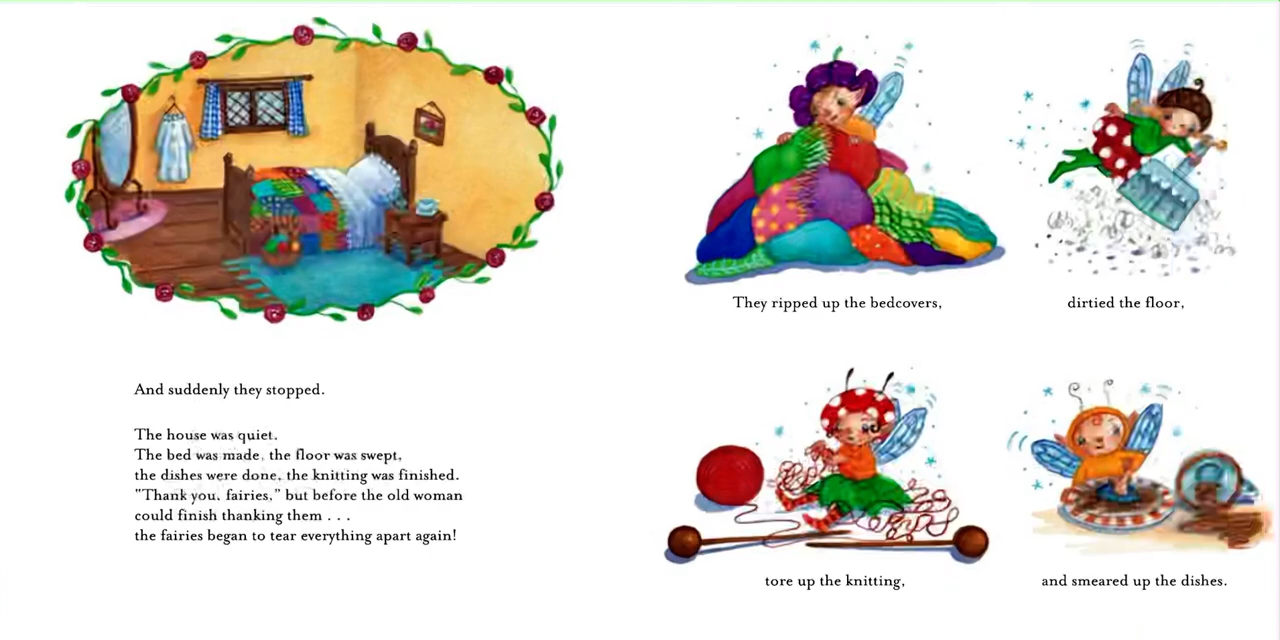 And suddenly they stopped.
The house was quiet.
The bed was made, the floor was swept,
the dishes were done, the knitting was finished.
"Thank you, fairies," but before the old woman
could finish thanking them . . .
the fairies began to tear everything apart again!
They ripped up the bedcovers,
dirtied the floor,
tore up the knitting,
and smeared up the dishes.